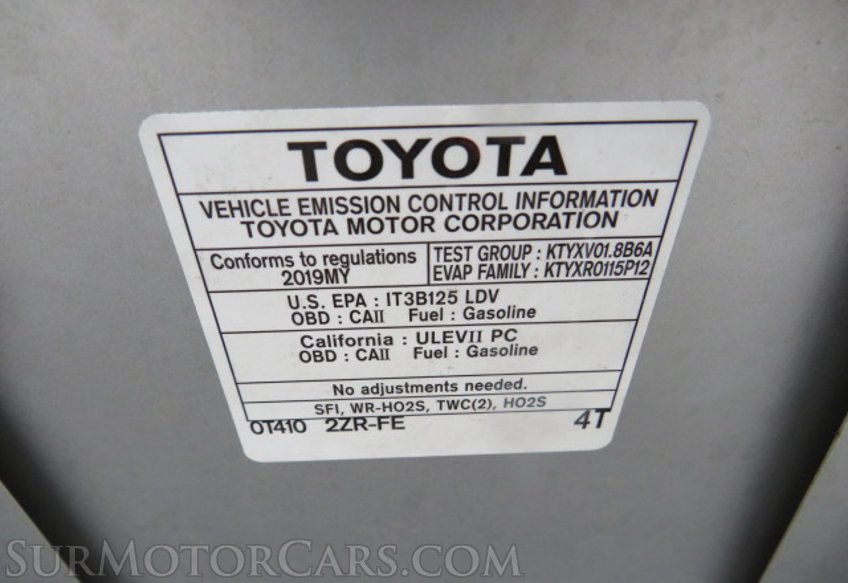 TOYOTA
VEHICLE EMISSION CONTROL INFORMATION
TOYOTA MOTOR CORPORATION
Conforms to regulations
2019MY
TEST GROUP : KTYXV01.8B6A
EVAP FAMILY : KTYXR0115P12
U.S. EPA : IT3B125 LDV
OBD : CAII Fuel : Gasoline
California : ULEVII PC
OBD : CAII Fuel : Gasoline
No adjustments needed.
SFI, WR-HO2S, TWC(2), HO2S
0T410 2ZR-FE 4T
SurMotorCars.com